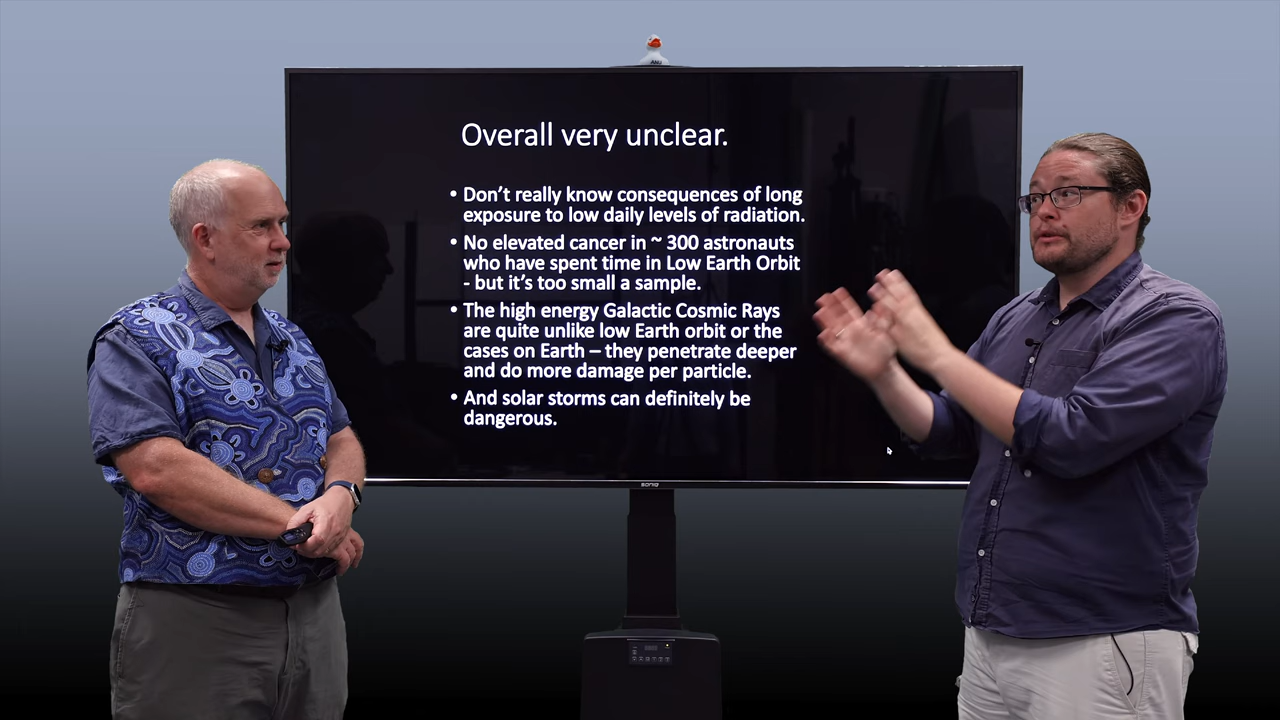 ANU
Overall very unclear.
• Don't really know consequences of long
exposure to low daily levels of radiation.
• No elevated cancer in ~ 300 astronauts
who have spent time in Low Earth Orbit
- but it's too small a sample.
• The high energy Galactic Cosmic Rays
are quite unlike low Earth orbit or the
cases on Earth – they penetrate deeper
and do more damage per particle.
• And solar storms can definitely be
dangerous.
soniq